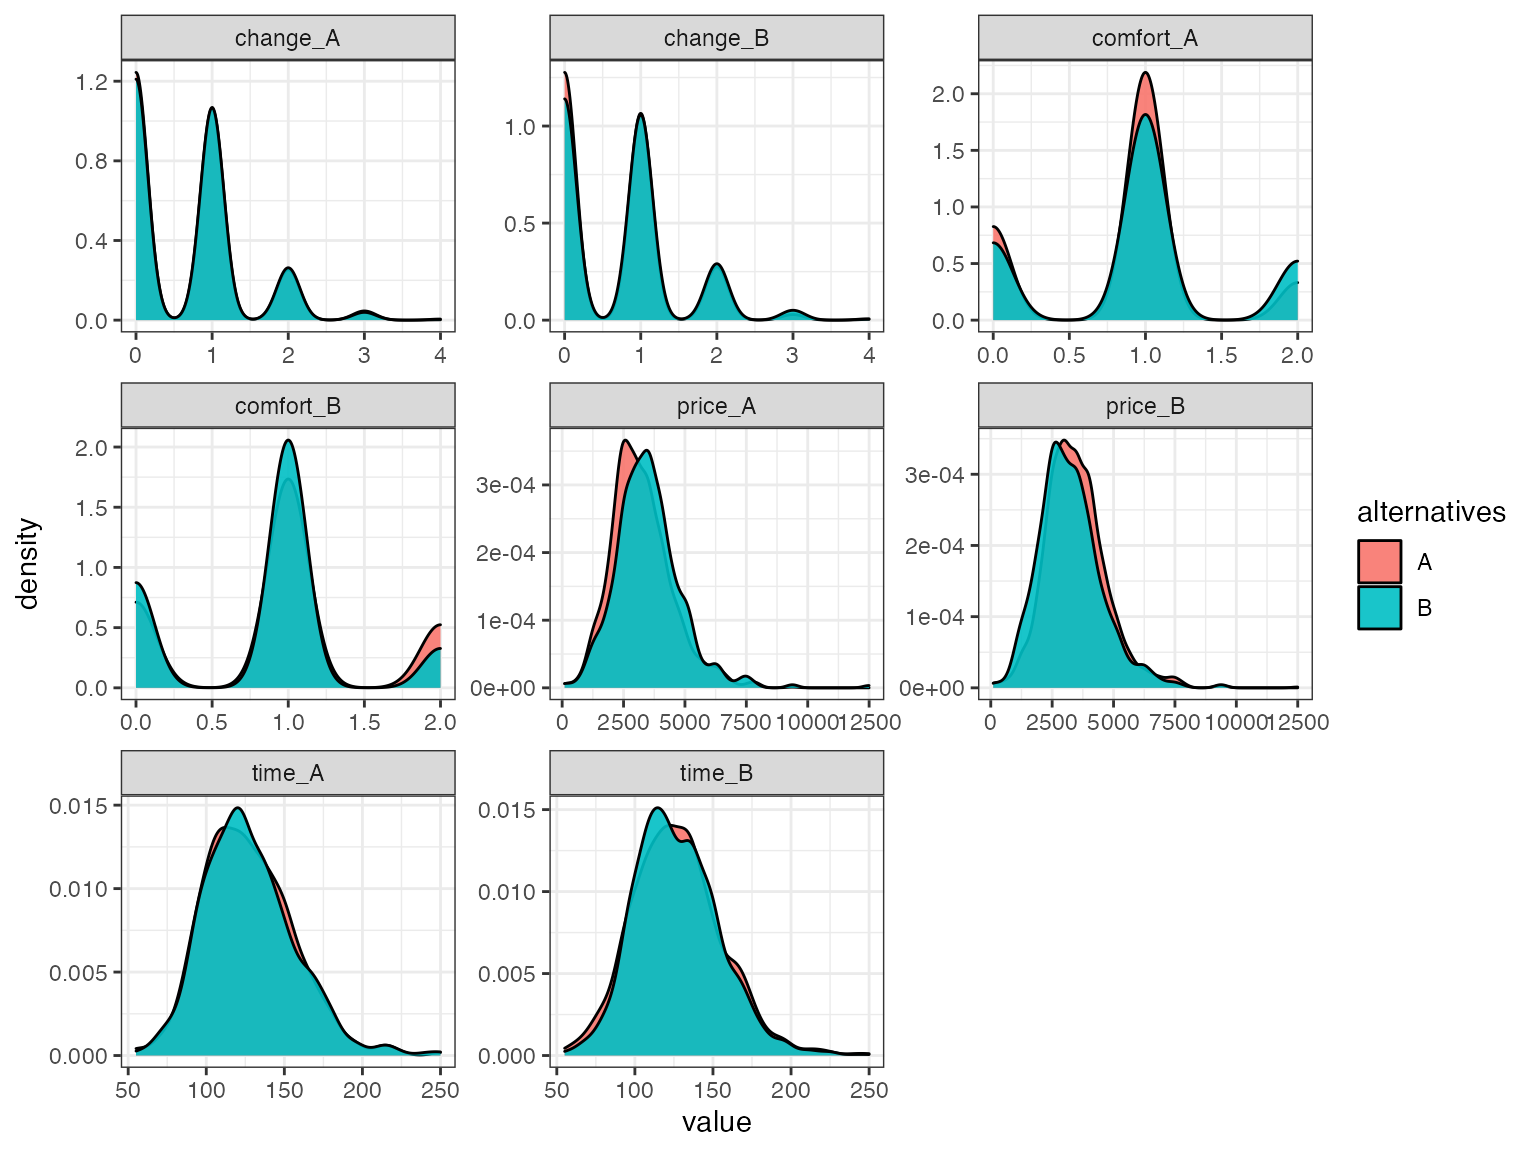 change_A change_B comfort_A
1.2
0.8
0.4
0.0
0 1 2 3 4
1.0
0.5
0.0
0 1 2 3 4
2.0
1.5
1.0
0.5
0.0
0.0 0.5 1.0 1.5 2.0
comfort_B price_A price_B
2.0
1.5
1.0
0.5
0.0
0.0 0.5 1.0 1.5 2.0
3e-04
2e-04
1e-04
0e+00
0 2500 5000 7500 10000 12500
3e-04
2e-04
1e-04
0e+00
0 2500 5000 7500 10000 12500
time_A time_B
0.015
0.010
0.005
0.000
50 100 150 200 250
0.015
0.010
0.005
0.000
50 100 150 200 250
density
value
alternatives
A
B